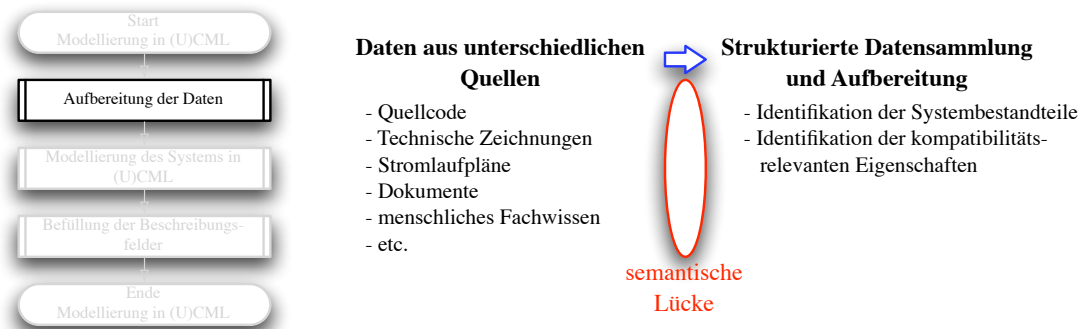 Start
Modellierung in (U)CML
Aufbereitung der Daten
Modellierung des Systems in
(U)CML
Befüllung der Beschreibungs-
felder
Ende
Modellierung in (U)CML
Daten aus unterschiedlichen
Quellen
- Quellcode
- Technische Zeichnungen
- Stromlaufpläne
- Dokumente
- menschliches Fachwissen
- etc.
semantische
Lücke
Strukturierte Datensammlung
und Aufbereitung
- Identifikation der Systembestandteile
- Identifikation der kompatibilitäts-
relevanten Eigenschaften